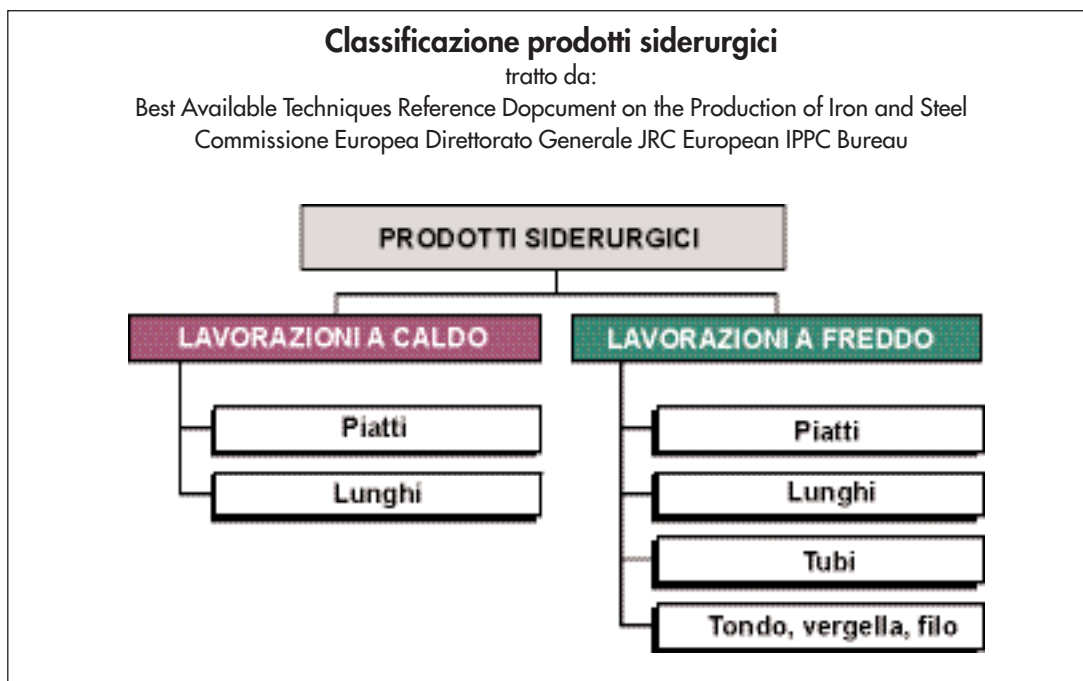 Classificazione prodotti siderurgici
tratto da:
Best Available Techniques Reference Dopcument on the Production of Iron and Steel
Commissione Europea Direttorato Generale JRC European IPPC Bureau
PRODOTTI SIDERURGICI
LAVORAZIONI A CALDO
Piatti
Lunghi
LAVORAZIONI A FREDDO
Piatti
Lunghi
Tubi
Tondo, vergella, filo